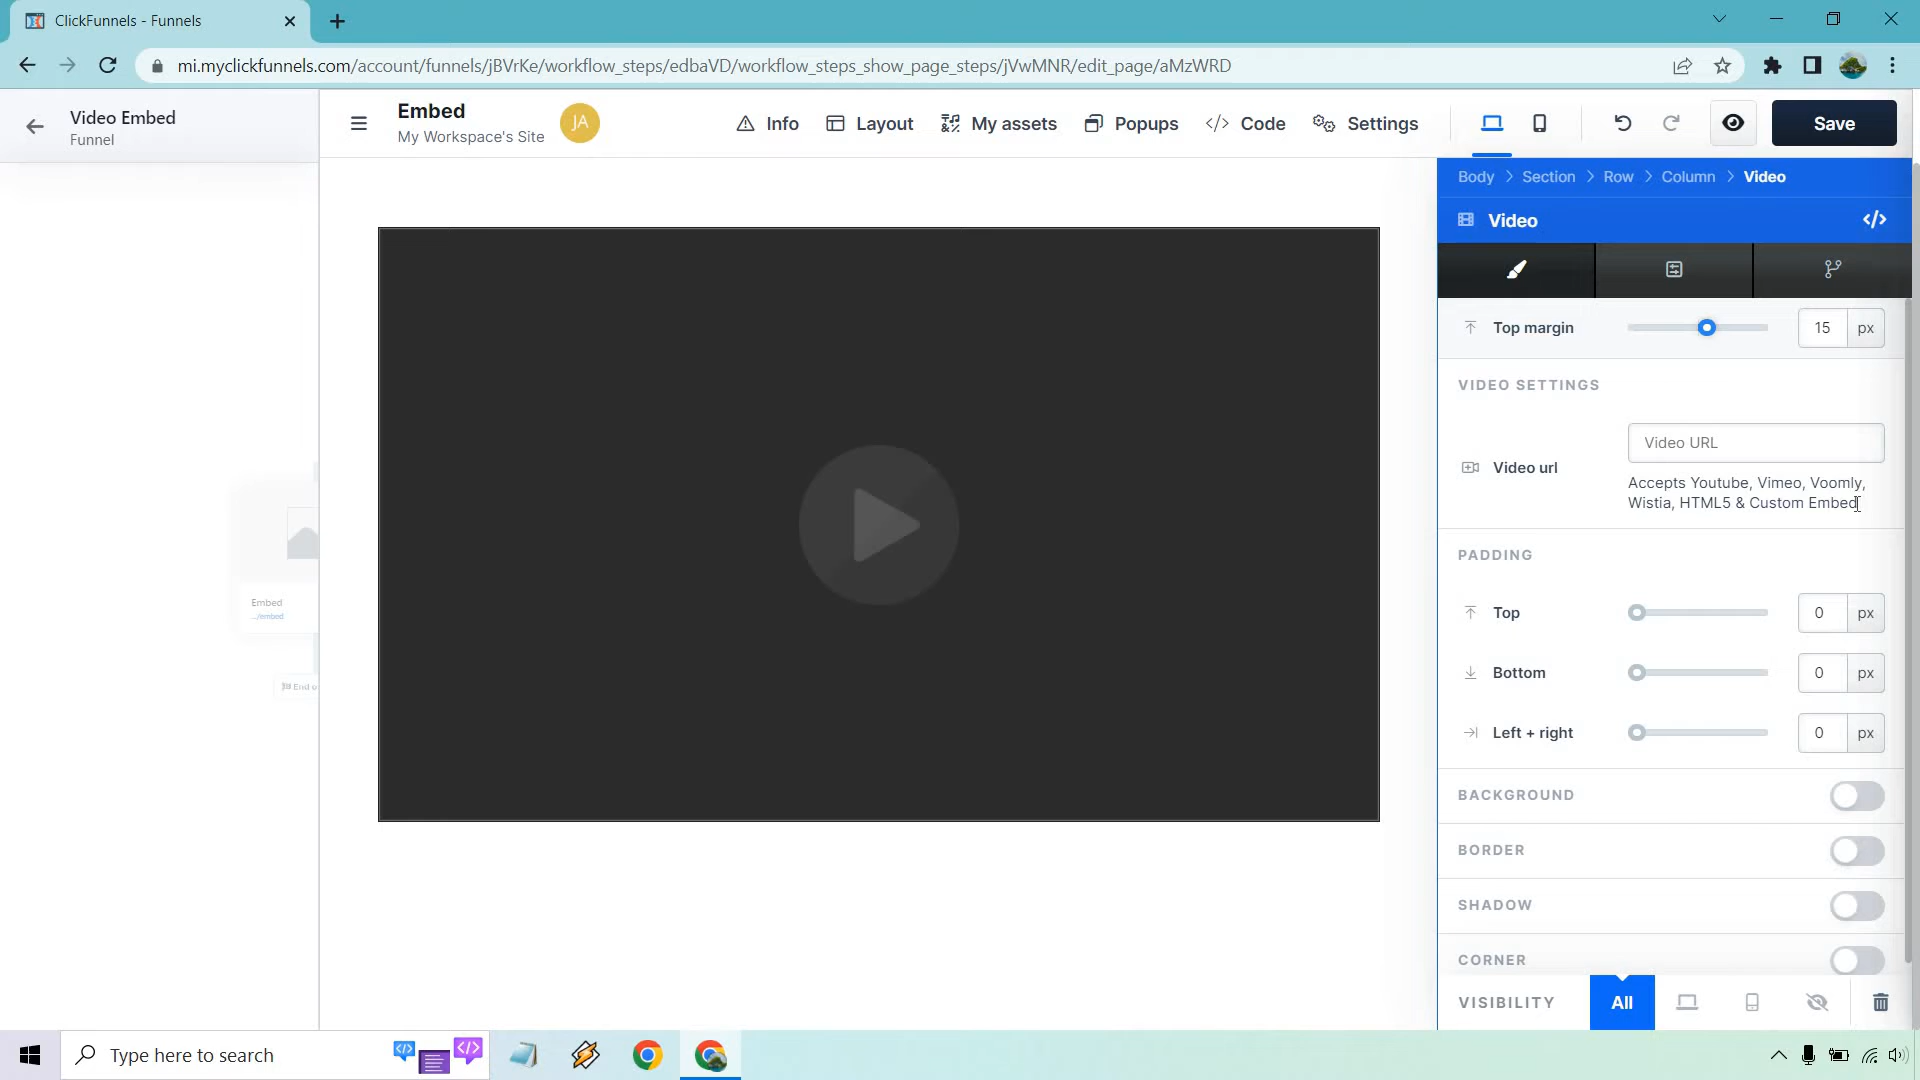 ClickFunnels - Funnels
mi.myclickfunnels.com/account/funnels/jBVrKe/workflow_steps/edbaVD/workflow_steps_show_page_steps/jVwMNR/edit_page/aMzWRD
Video Embed
Funnel
Embed
My Workspace's Site
JA
Info
Layout
My assets
Popups
Code
Settings
Save
Body > Section > Row > Column > Video
Video
Top margin
15 px
VIDEO SETTINGS
Video url
Video URL
Accepts Youtube, Vimeo, Voomly,
Wistia, HTML5 & Custom Embed
PADDING
Top
0 px
Bottom
0 px
Left + right
0 px
BACKGROUND
BORDER
SHADOW
CORNER
VISIBILITY
All
Embed
.../embed
End o
Type here to search